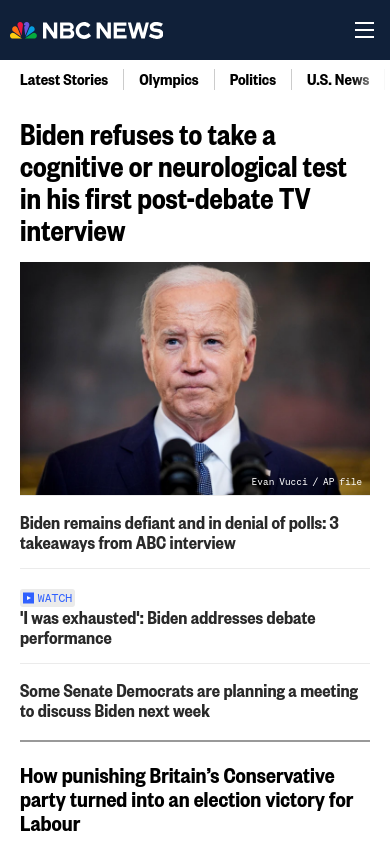 NBC NEWS
Latest Stories
Olympics
Politics
U.S. News
Biden refuses to take a
cognitive or neurological test
in his first post-debate TV
interview
Evan Vucci / AP file
Biden remains defiant and in denial of polls: 3
takeaways from ABC interview
WATCH
'I was exhausted': Biden addresses debate
performance
Some Senate Democrats are planning a meeting
to discuss Biden next week
How punishing Britain’s Conservative
party turned into an election victory for
Labour